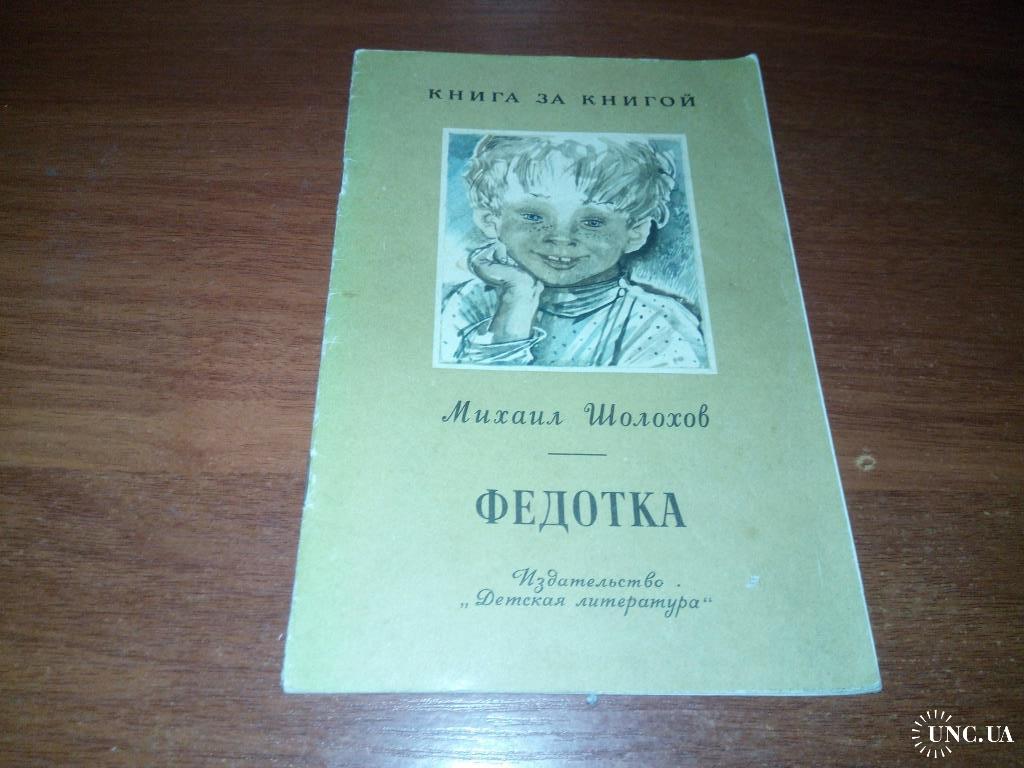 КНИГА ЗА КНИГОЙ
Михаил Шолохов
ФЕДОТКА
Издательство
„Детская литература“
UNC.UA